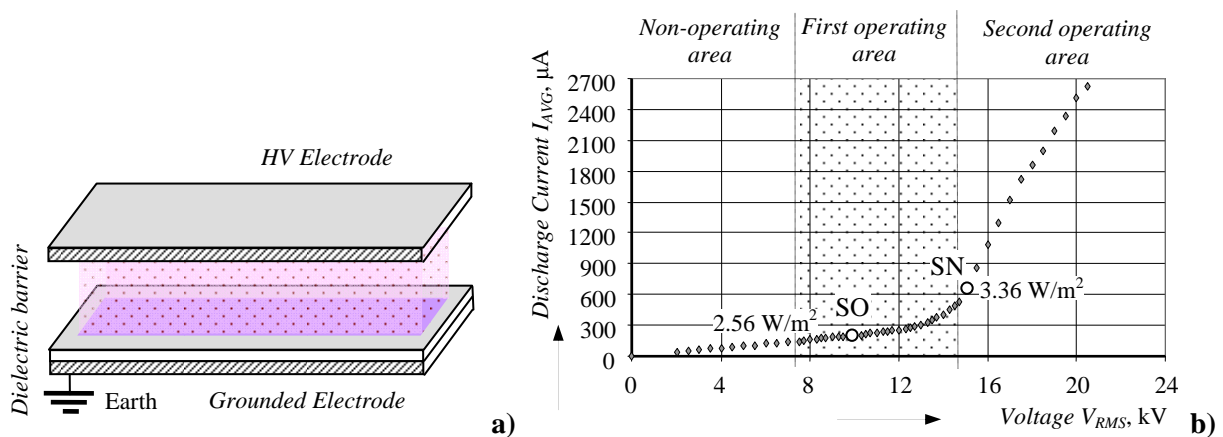 HV Electrode
Dielectric barrier
Earth
Grounded Electrode
a)
Non-operating area
First operating area
Second operating area
Discharge Current I_AVG, µA
2700
2400
2100
1800
1500
1200
900
600
300
0
SN
3.36 W/m²
SO
2.56 W/m²
0 4 8 12 16 20 24
Voltage V_RMS, kV
b)